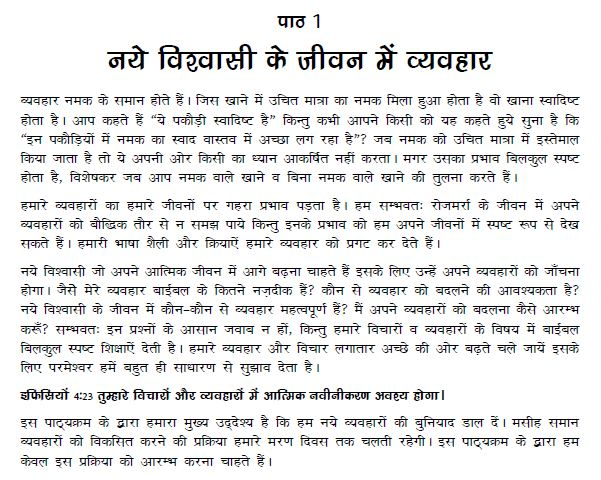 पाठ 1
नये विश्वासी के जीवन में व्यवहार
व्यवहार नमक के समान होते हैं। जिस खाने में उचित मात्रा का नमक मिला हुआ होता है वो खाना स्वादिष्ट
होता है। आप कहते हैं “ये पकौड़ी स्वादिष्ट है” किन्तु कभी आपने किसी को यह कहते हुये सुना है कि
“इन पकौड़ियों में नमक का स्वाद वास्तव में अच्छा लग रहा है”? जब नमक को उचित मात्रा में इस्तेमाल
किया जाता है तो ये अपनी ओर किसी का ध्यान आकर्षित नहीं करता। मगर उसका प्रभाव बिलकुल स्पष्ट
होता है, विशेषकर जब आप नमक वाले खाने व बिना नमक वाले खाने की तुलना करते हैं।
हमारे व्यवहारों का हमारे जीवनों पर गहरा प्रभाव पड़ता है। हम सम्भवतः रोजमर्रा के जीवन में अपने
व्यवहारों को बौद्धिक तौर से न समझ पाये किन्तु इनके प्रभाव को हम अपने जीवनों में स्पष्ट रूप से देख
सकते हैं। हमारी भाषा शैली और क्रियाऐं हमारे व्यवहार को प्रगट कर देते हैं।
नये विश्वासी जो अपने आत्मिक जीवन में आगे बढ़ना चाहते हैं इसके लिए उन्हें अपने व्यवहारों को जाँचना
होगा। जैसे मेरे व्यवहार बाईबल के कितने नज़दीक हैं? कौन से व्यवहार को बदलने की आवश्यकता है?
नये विश्वासी के जीवन में कौन-कौन से व्यवहार महत्वपूर्ण हैं? मैं अपने व्यवहारों को बदलना कैसे आरम्भ
करूँ? सम्भवतः इन प्रश्नों के आसान जवाब न हों, किन्तु हमारे विचारों व व्यवहारों के विषय में बाईबल
बिलकुल स्पष्ट शिक्षाऐं देती है। हमारे व्यवहार और विचार लगातार अच्छे की ओर बढ़ते चले जायें इसके
लिए परमेश्वर हमें बहुत ही साधारण से सुझाव देता है।
इफिसियों 4:23 तुम्हारे विचारों और व्यवहारों में आत्मिक नवीनीकरण अवश्य होगा।
इस पाठ्यक्रम के द्वारा हमारा मुख्य उद्देश्य है कि हम नये व्यवहारों की बुनियाद डाल दें। मसीह समान
व्यवहारों को विकसित करने की प्रक्रिया हमारे मरण दिवस तक चलती रहेगी। इस पाठ्यक्रम के द्वारा हम
केवल इस प्रक्रिया को आरम्भ करना चाहते हैं।